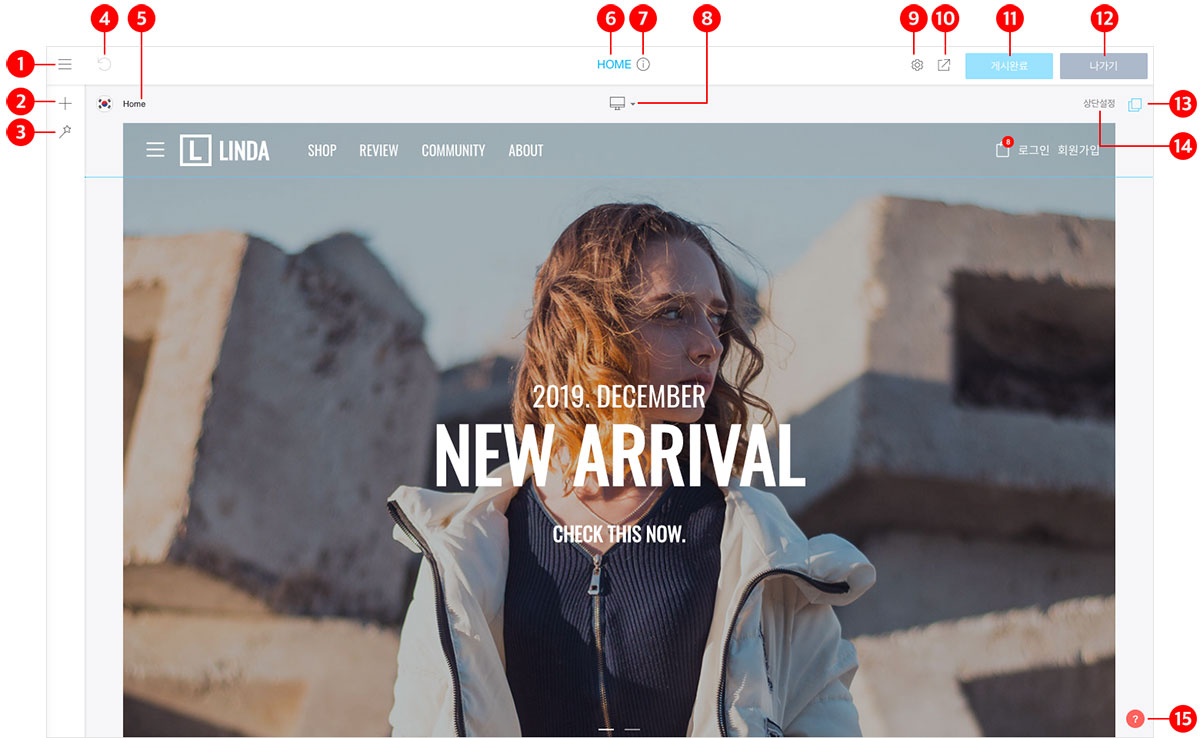 4 5 6 7 8 9 10 11 12
1 HOME 게시완료 나가기
2 Home 상단설정 13
3
L LINDA SHOP REVIEW COMMUNITY ABOUT 8 로그인 회원가입 14
2019. DECEMBER
NEW ARRIVAL
CHECK THIS NOW.
? 15